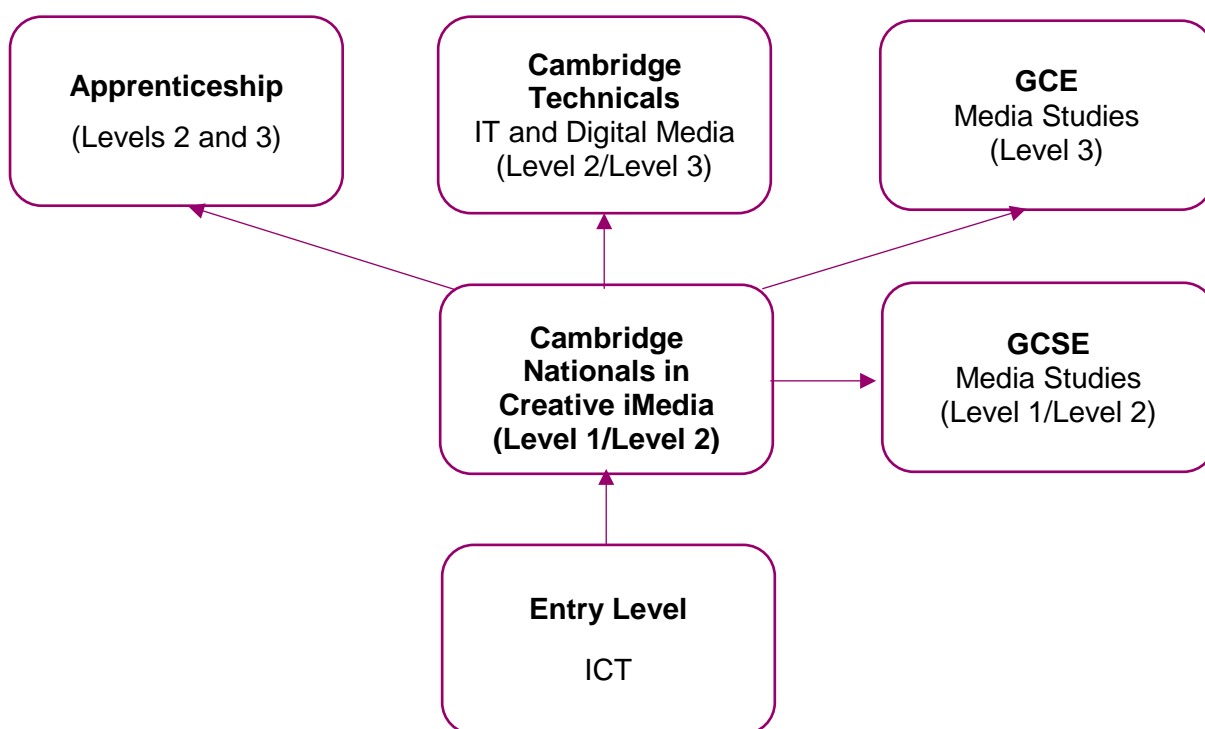 Apprenticeship
(Levels 2 and 3)
Cambridge
Technicals
IT and Digital Media
(Level 2/Level 3)
GCE
Media Studies
(Level 3)
Cambridge
Nationals in
Creative iMedia
(Level 1/Level 2)
GCSE
Media Studies
(Level 1/Level 2)
Entry Level
ICT